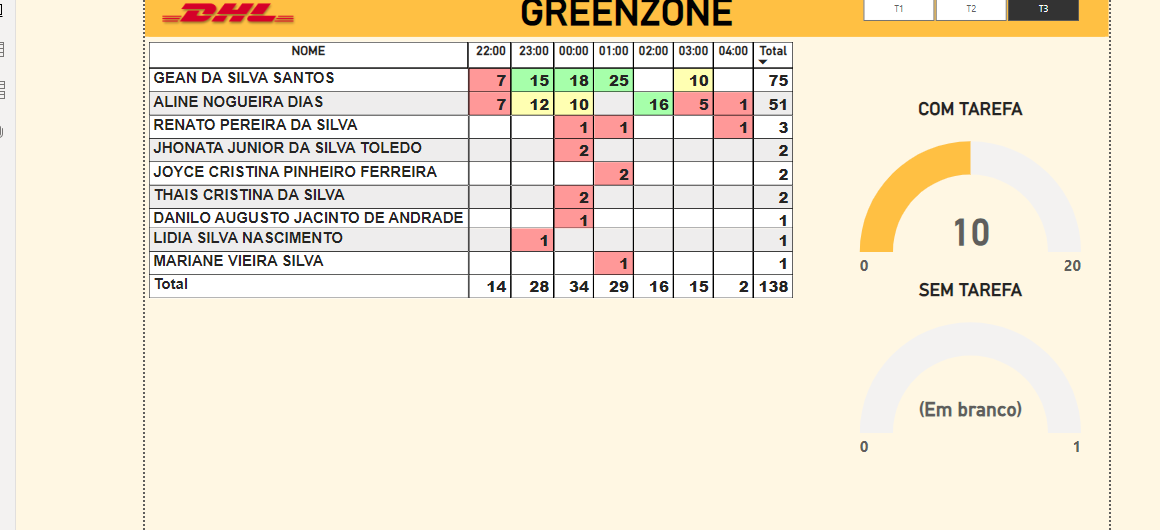 DHL GREENZONE T1 T2 T3
NOME 22:00 23:00 00:00 01:00 02:00 03:00 04:00 Total
GEAN DA SILVA SANTOS 7 15 18 25 10 75
ALINE NOGUEIRA DIAS 7 12 10 16 5 1 51
RENATO PEREIRA DA SILVA 1 1 1 3
JHONATA JUNIOR DA SILVA TOLEDO 2 2
JOYCE CRISTINA PINHEIRO FERREIRA 2 2
THAIS CRISTINA DA SILVA 2 2
DANILO AUGUSTO JACINTO DE ANDRADE 1 1
LIDIA SILVA NASCIMENTO 1 1
MARIANE VIEIRA SILVA 1 1
Total 14 28 34 29 16 15 2 138
COM TAREFA
10
0 20
SEM TAREFA
(Em branco)
0 1